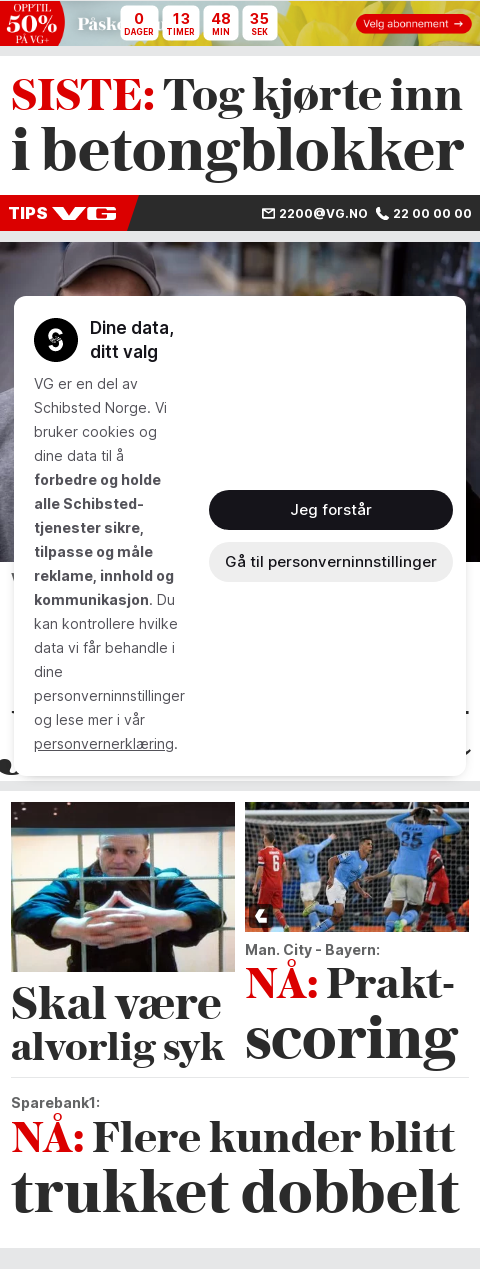 OPPTIL
50%
PÅ VG+
0
DAGER
13
TIMER
48
MIN
35
SEK
Velg abonnement →
SISTE: Tog kjørte inn
i betongblokker
TIPS VG
2200@VG.NO
22 00 00 00
Dine data,
ditt valg
VG er en del av
Schibsted Norge. Vi
bruker cookies og
dine data til å
forbedre og holde
alle Schibsted-
tjenester sikre,
tilpasse og måle
reklame, innhold og
kommunikasjon. Du
kan kontrollere hvilke
data vi får behandle i
dine
personverninnstillinger
og lese mer i vår
personvernerklæring.
Jeg forstår
Gå til personverninnstillinger
Skal være
alvorlig syk
Man. City - Bayern:
NÅ: Prakt-
scoring
Sparebank1:
NÅ: Flere kunder blitt
trukket dobbelt